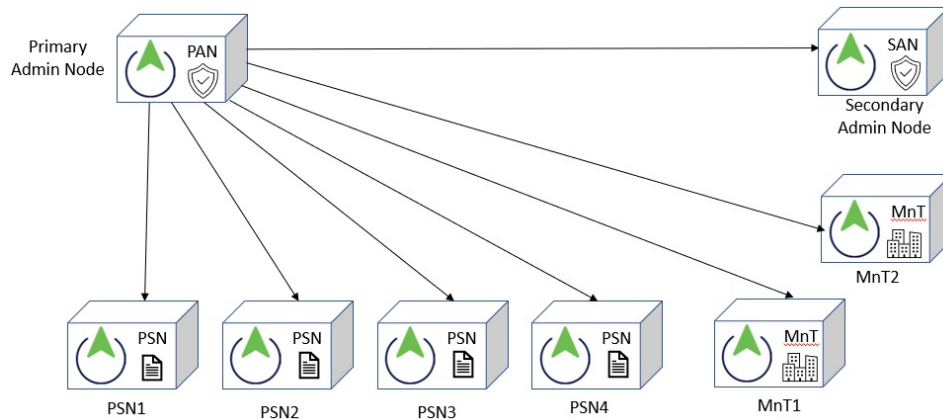 Primary
Admin Node
PAN
SAN
Secondary
Admin Node
MnT
MnT2
PSN
PSN
PSN
PSN
MnT
PSN1
PSN2
PSN3
PSN4
MnT1